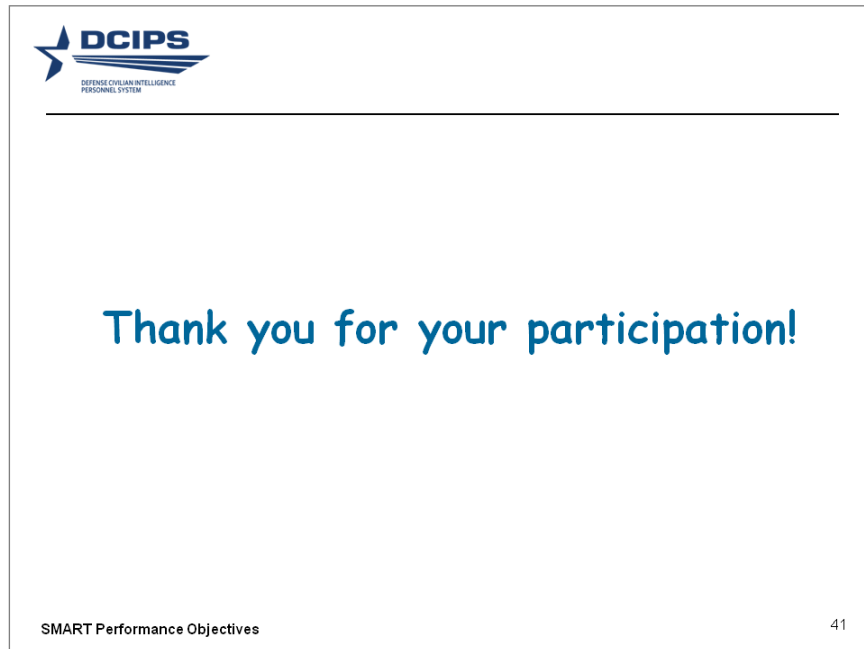 DCIPS
DEFENSE CIVILIAN INTELLIGENCE
PERSONNEL SYSTEM
Thank you for your participation!
SMART Performance Objectives
41